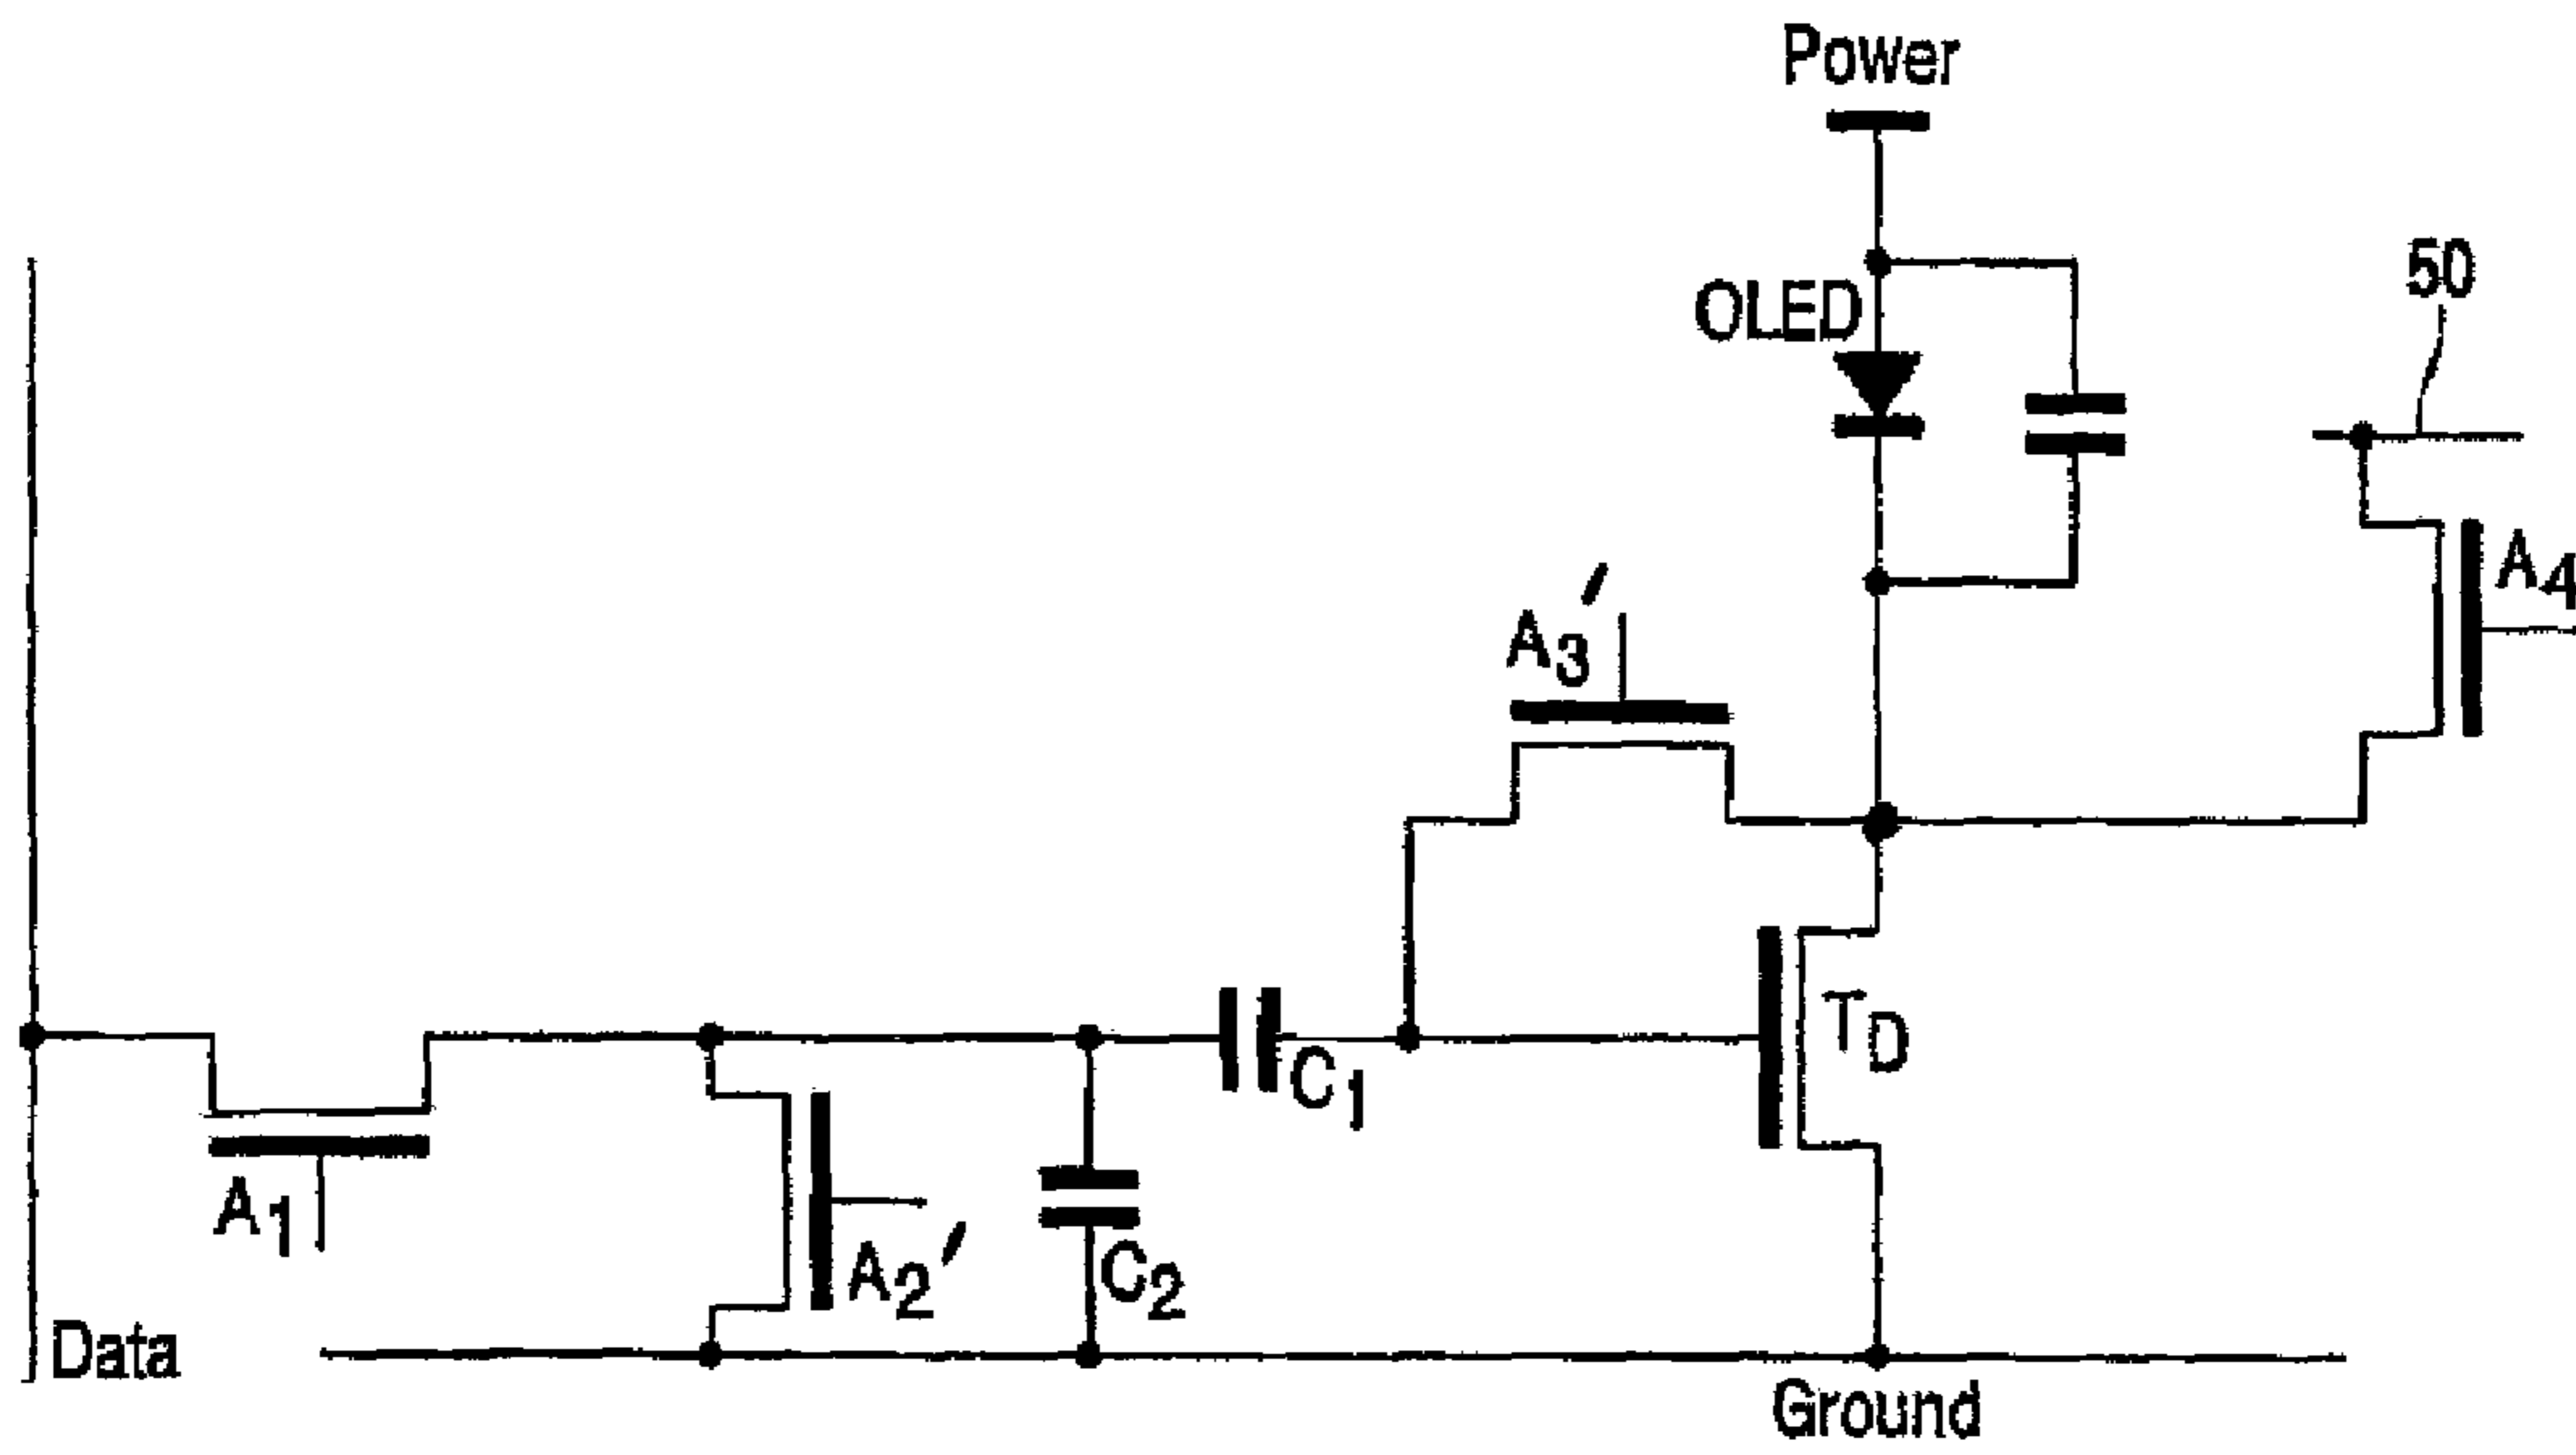 Power
OLED
50
A4
A3'
TD
C1
A1
A2'
C2
Data
Ground